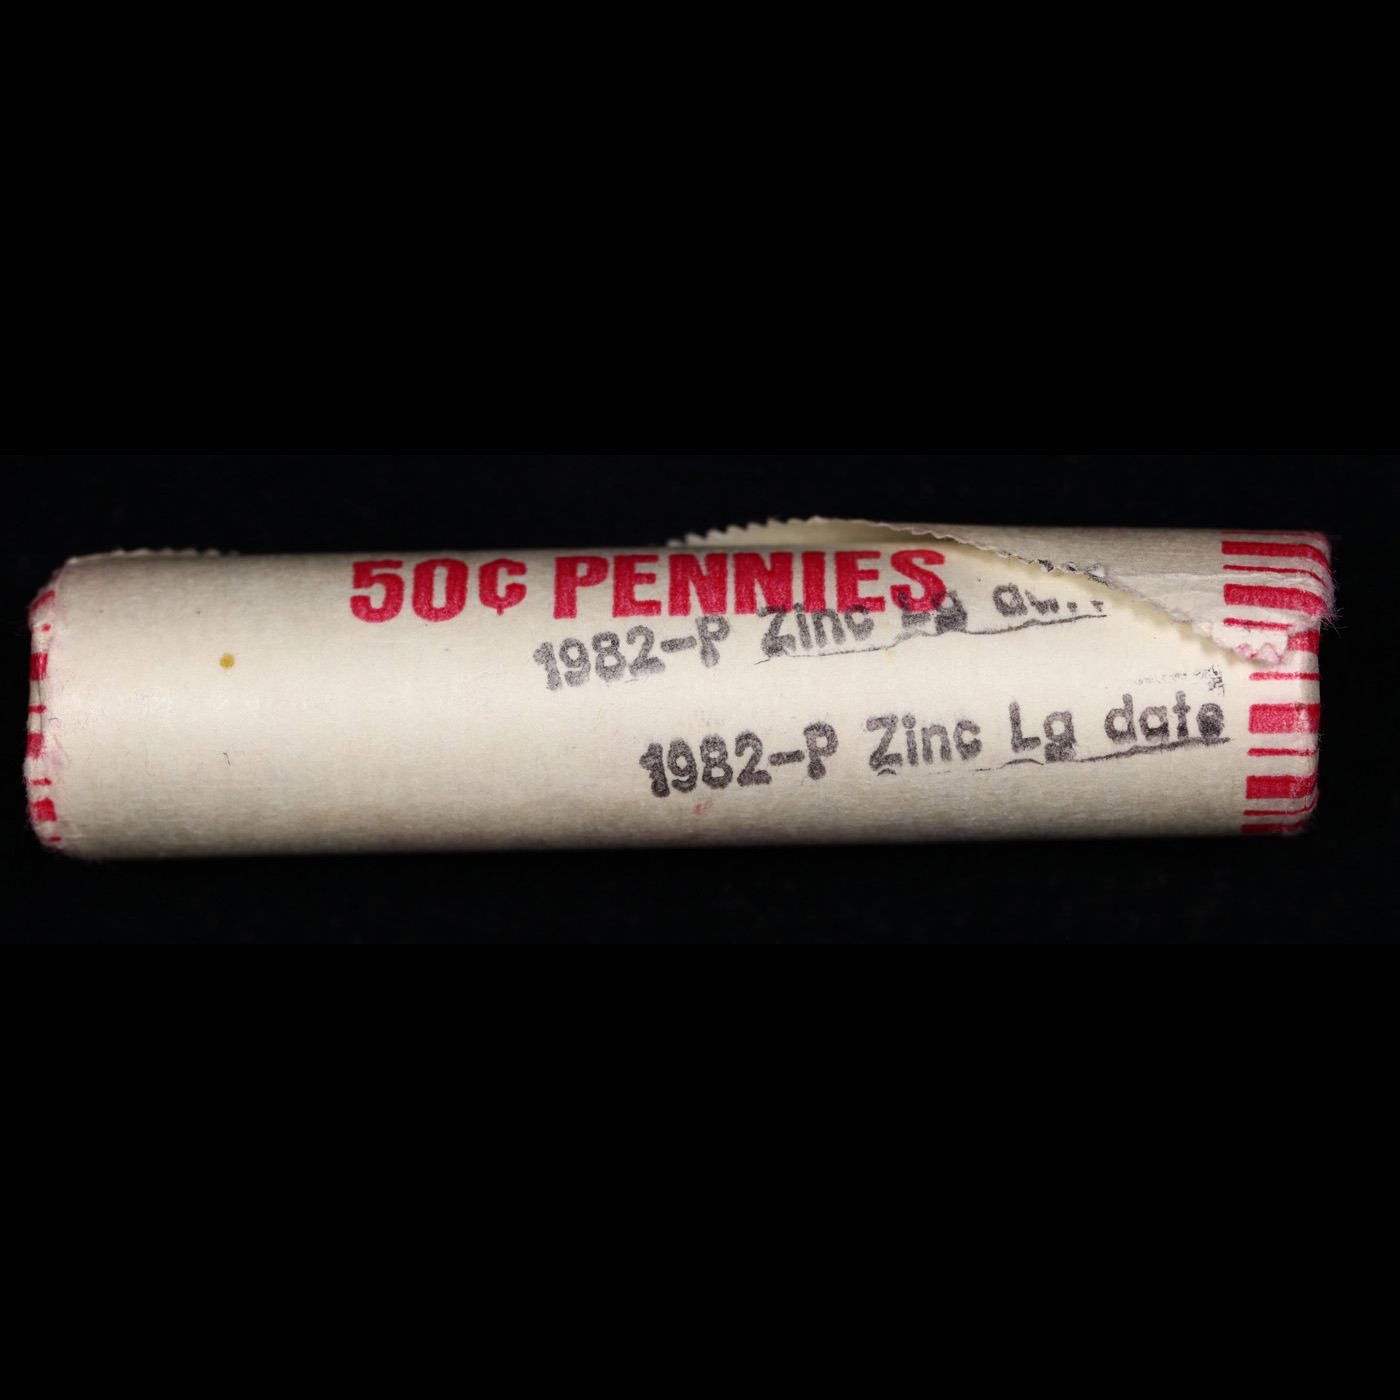 50¢ PENNIES
1982-P Zinc Lg
1982-P Zinc Lg date